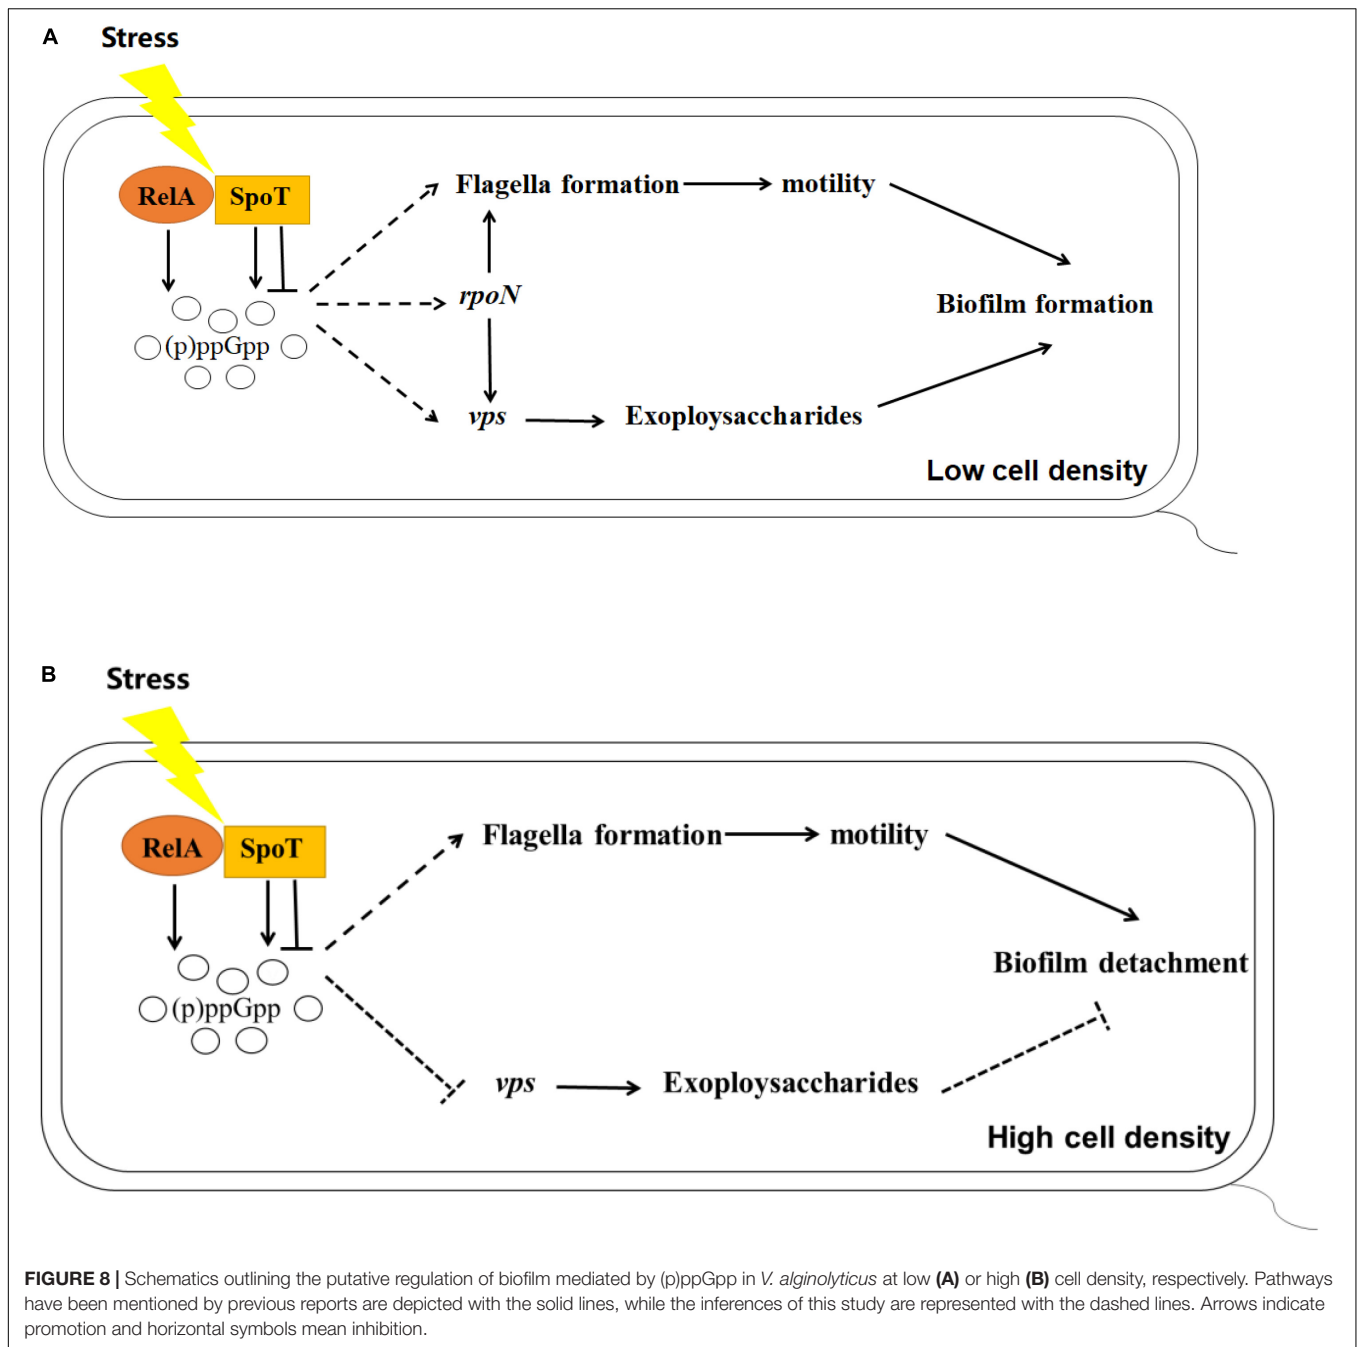 A Stress
RelA SpoT
Flagella formation motility
rpoN
Biofilm formation
(p)ppGpp
vps Exoploysaccharides
Low cell density
B Stress
RelA SpoT
Flagella formation motility
Biofilm detachment
(p)ppGpp
vps Exoploysaccharides
High cell density
FIGURE 8 | Schematics outlining the putative regulation of biofilm mediated by (p)ppGpp in V. alginolyticus at low (A) or high (B) cell density, respectively. Pathways
have been mentioned by previous reports are depicted with the solid lines, while the inferences of this study are represented with the dashed lines. Arrows indicate
promotion and horizontal symbols mean inhibition.